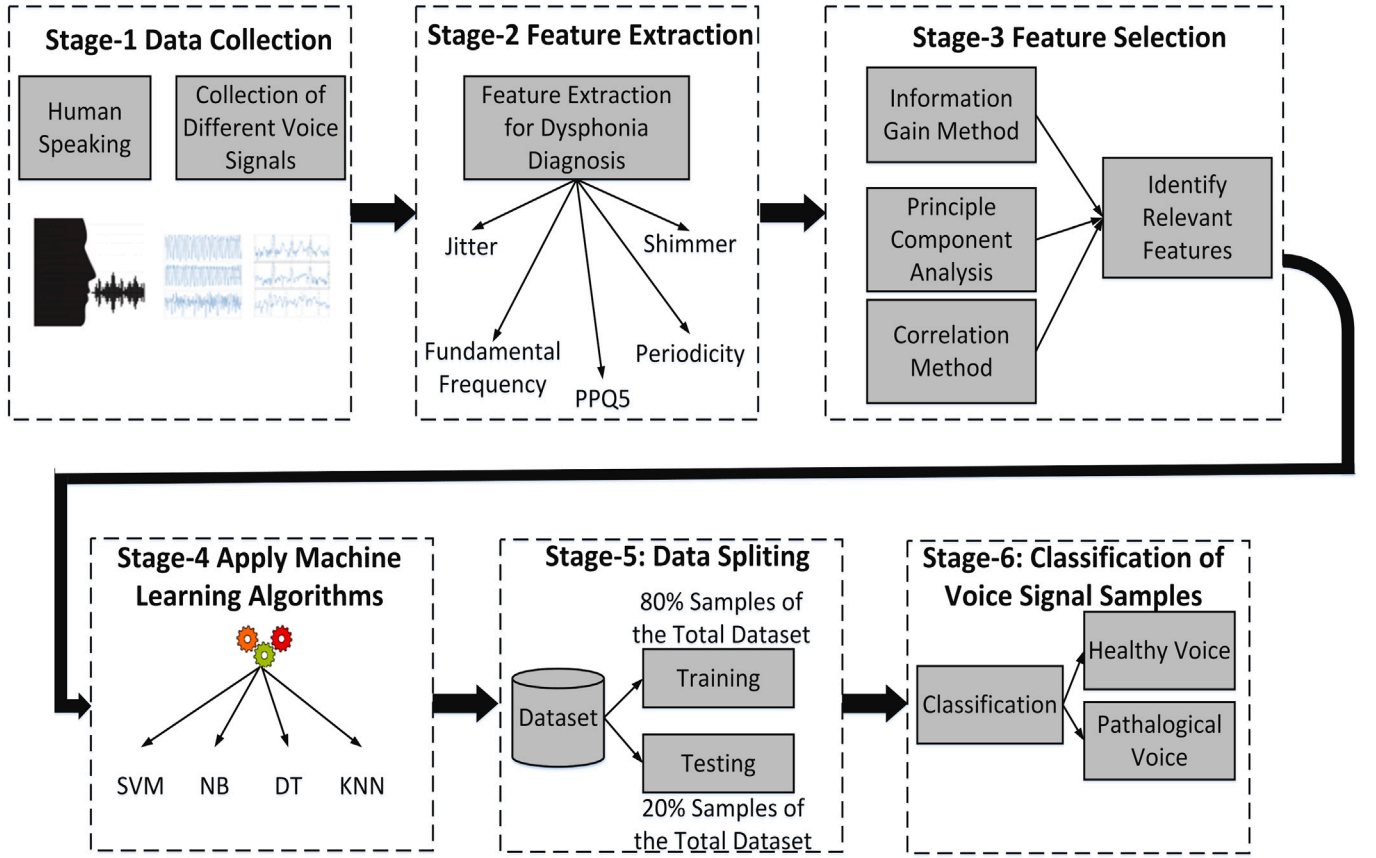 Stage-1 Data Collection
Human
Speaking
Collection of
Different Voice
Signals
Stage-2 Feature Extraction
Feature Extraction
for Dysphonia
Diagnosis
Jitter
Shimmer
Fundamental
Frequency
PPQ5
Periodicity
Stage-3 Feature Selection
Information
Gain Method
Principle
Component
Analysis
Correlation
Method
Identify
Relevant
Features
Stage-4 Apply Machine
Learning Algorithms
SVM
NB
DT
KNN
Stage-5: Data Spliting
80% Samples of
the Total Dataset
Dataset
Training
Testing
20% Samples of
the Total Dataset
Stage-6: Classification of
Voice Signal Samples
Classification
Healthy Voice
Pathalogical
Voice